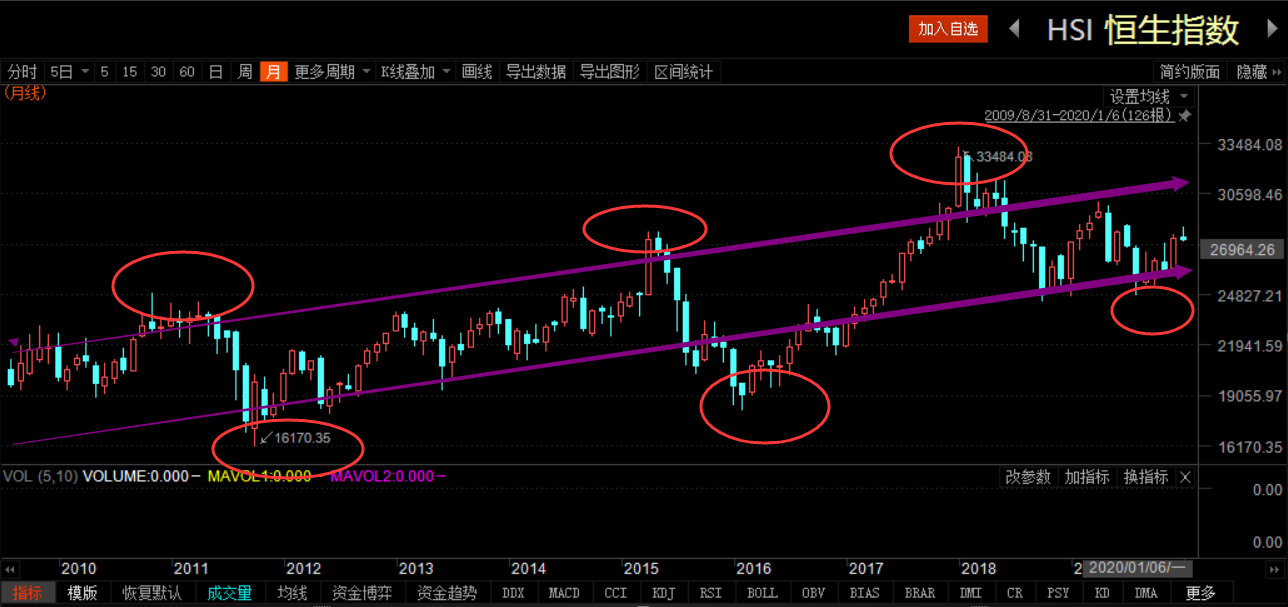 加入自选 HSI 恒生指数
分时 5日 5 15 30 60 日 周 月 更多周期 K线叠加 画线 导出数据 导出图形 区间统计 简约版面 隐藏
(月线) 设置均线
2009/8/31-2020/1/6(126根)
33484.08
33484.08
30598.46
26964.26
24827.21
21941.59
19055.97
16170.35
16170.35
VOL (5,10) VOLUME:0.000- MAVOL1:0.000 MAVOL2:0.000- 改参数 加指标 换指标 X
0.00
0.00
2010 2011 2012 2013 2014 2015 2016 2017 2018 2 2020/01/06/一
指标 模版 恢复默认 成交量 均线 资金博弈 资金趋势 DDX MACD CCI KDJ RSI BOLL OBV BIAS BRAR DMI CR PSY KD DMA 更多